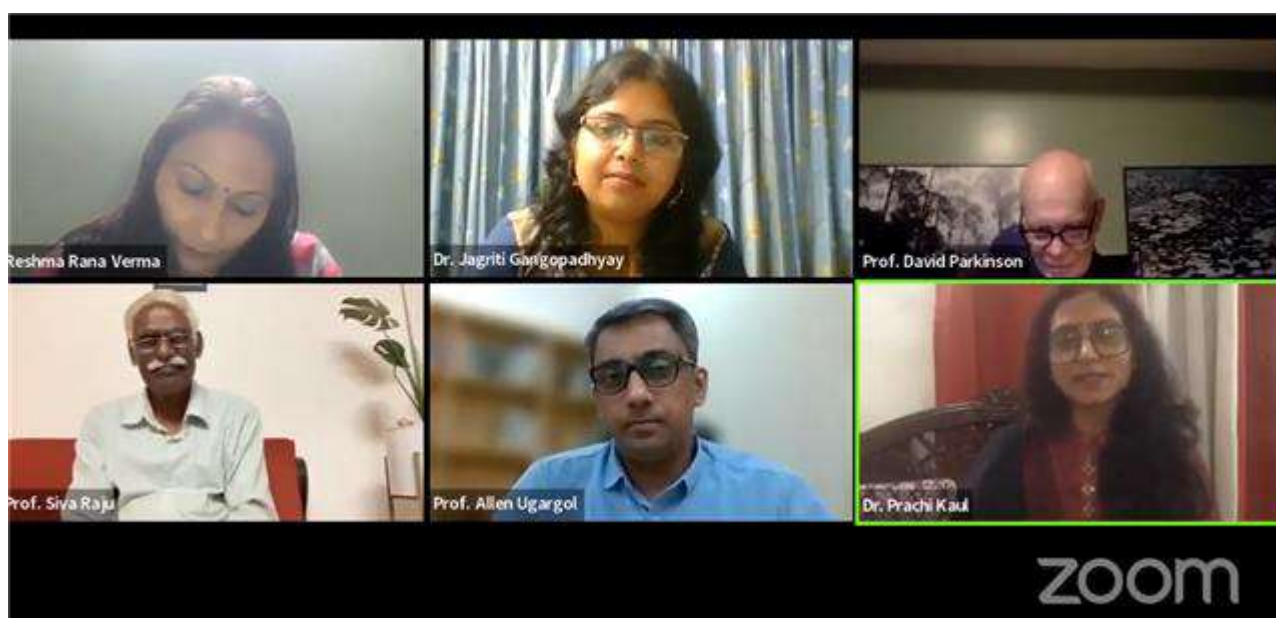 Reshma Rana Verma
Dr. Jagriti Gangopadhyay
Prof. David Parkinson
Prof. Siva Raju
Prof. Allen Ugargol
Dr. Prachi Kaul
zoom